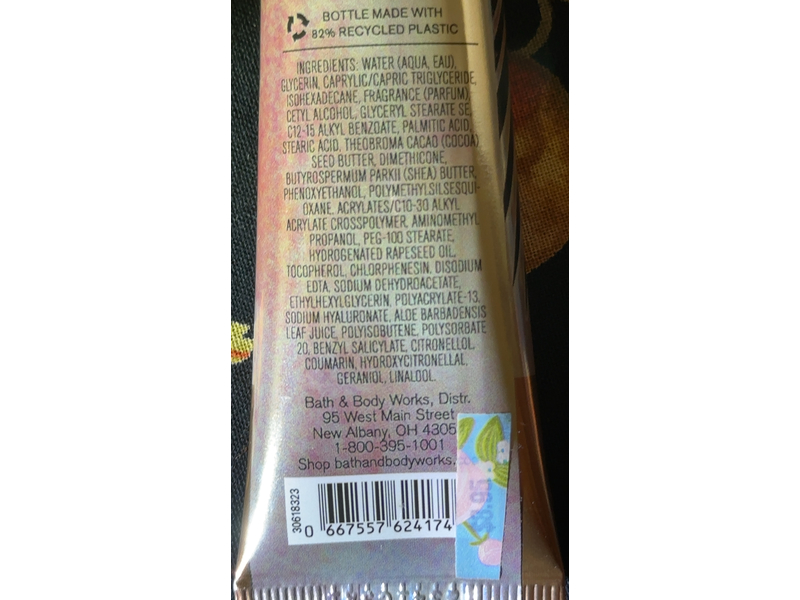 BOTTLE MADE WITH
82% RECYCLED PLASTIC
INGREDIENTS: WATER (AQUA, EAU),
GLYCERIN, CAPRYLIC/CAPRIC TRIGLYCERIDE,
ISOHEXADECANE, FRAGRANCE (PARFUM),
CETYL ALCOHOL, GLYCERYL STEARATE SE,
C12-15 ALKYL BENZOATE, PALMITIC ACID,
STEARIC ACID, THEOBROMA CACAO (COCOA)
SEED BUTTER, DIMETHICONE,
BUTYROSPERMUM PARKII (SHEA) BUTTER,
PHENOXYETHANOL, POLYMETHYLSILSESQUI-
OXANE, ACRYLATES/C10-30 ALKYL
ACRYLATE CROSSPOLYMER, AMINOMETHYL
PROPANOL, PEG-100 STEARATE,
HYDROGENATED RAPESEED OIL,
TOCOPHEROL, CHLORPHENESIN, DISODIUM
EDTA, SODIUM DEHYDROACETATE,
ETHYLHEXYLGLYCERIN, POLYACRYLATE-13,
SODIUM HYALURONATE, ALOE BARBADENSIS
LEAF JUICE, POLYISOBUTENE, POLYSORBATE
20, BENZYL SALICYLATE, CITRONELLOL,
COUMARIN, HYDROXYCITRONELLAL,
GERANIOL, LINALOOL.
Bath & Body Works, Distr.
95 West Main Street
New Albany, OH 4305
1-800-395-1001
Shop bathandbodyworks.
30618323
0 667557 624174
$8.95